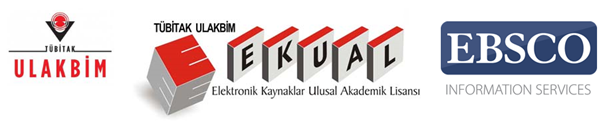 TÜBİTAK
ULAKBİM
TÜBİTAK ULAKBİM
EKUAL
Elektronik Kaynaklar Ulusal Akademik Lisansı
EBSCO
INFORMATION SERVICES